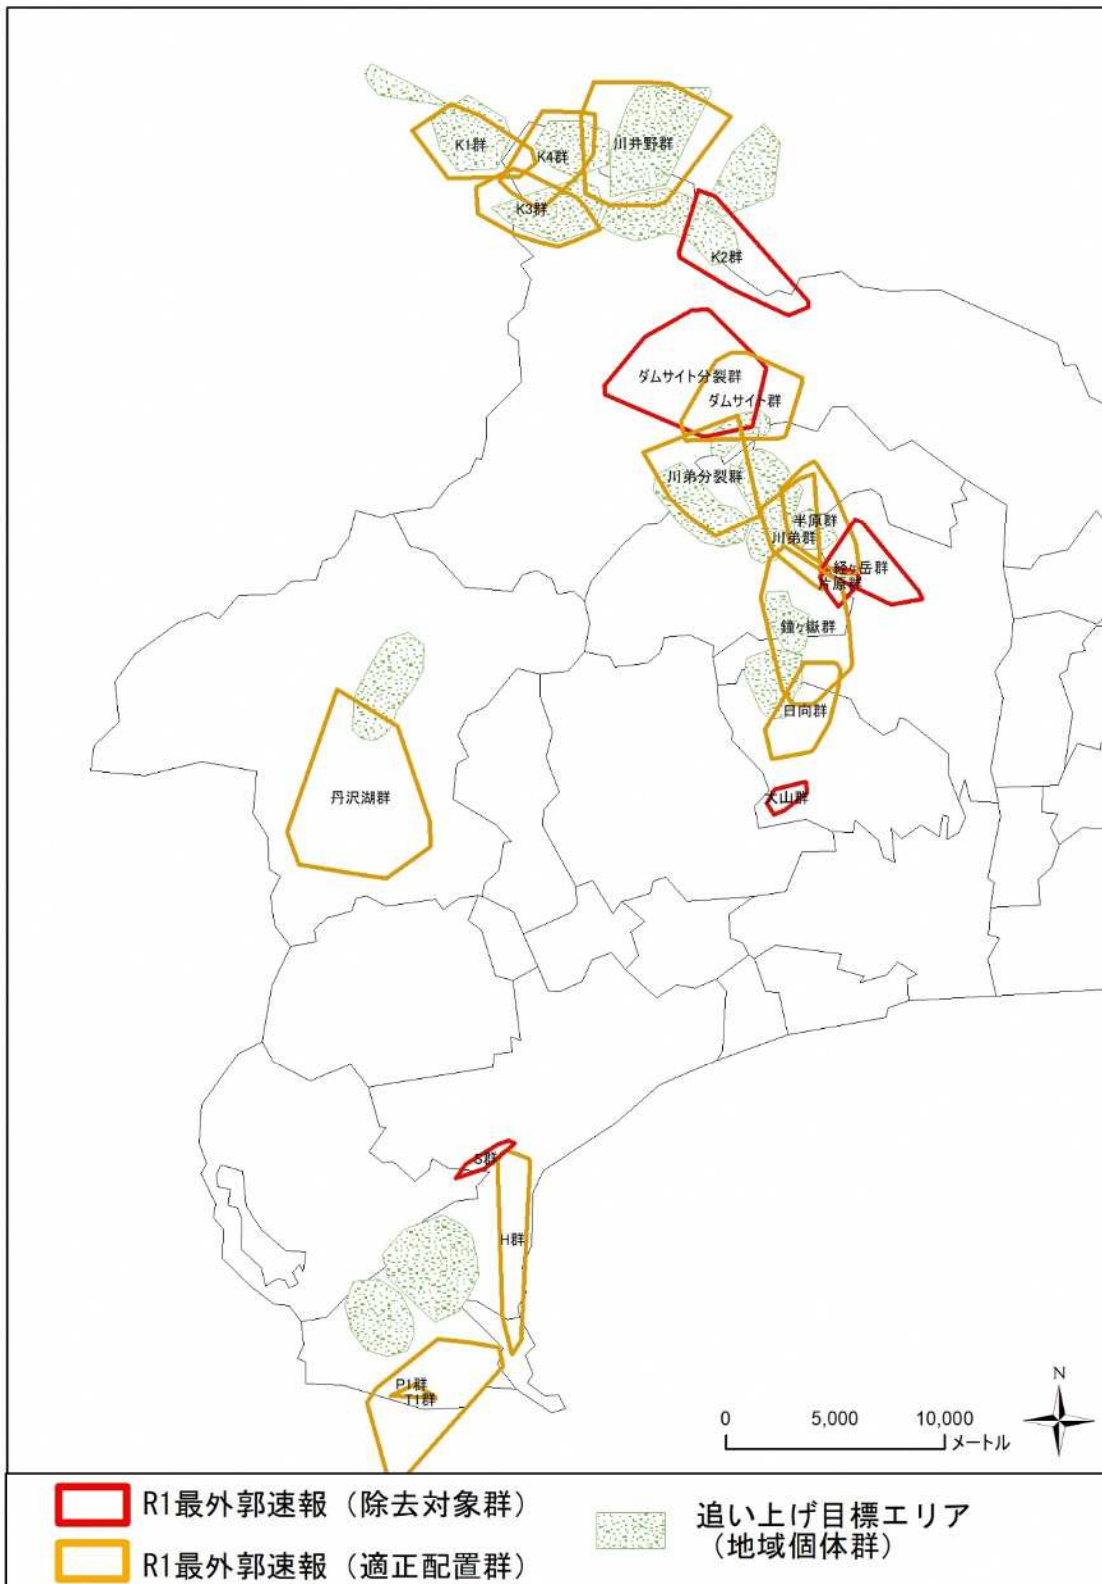 K1群
K4群
川井野群
K3群
K2群
ダムサイト分裂群
ダムサイト群
川弟分裂群
半原群
川弟群
経ヶ岳群
片原群
鐘ヶ嶽群
日向群
大山群
丹沢湖群
S群
H群
P1群
T1群
N
0 5,000 10,000
メートル
R1最外郭速報（除去対象群）
R1最外郭速報（適正配置群）
追い上げ目標エリア
（地域個体群）